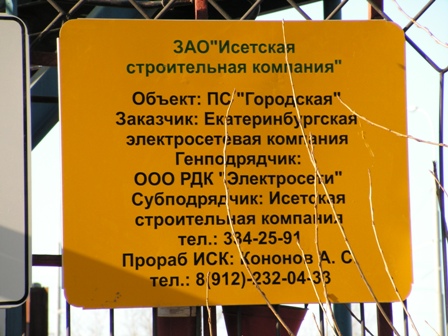 ЗАО"Исетская
строительная компания"
Объект: ПС "Городская"
Заказчик: Екатеринбургская
электросетевая компания
Генподрядчик:
ООО РДК "Электросети"
Субподрядчик: Исетская
строительная компания
тел.: 334-25-91
Прораб ИСК: Кононов А. С.
тел.: 8(912)-232-04-33